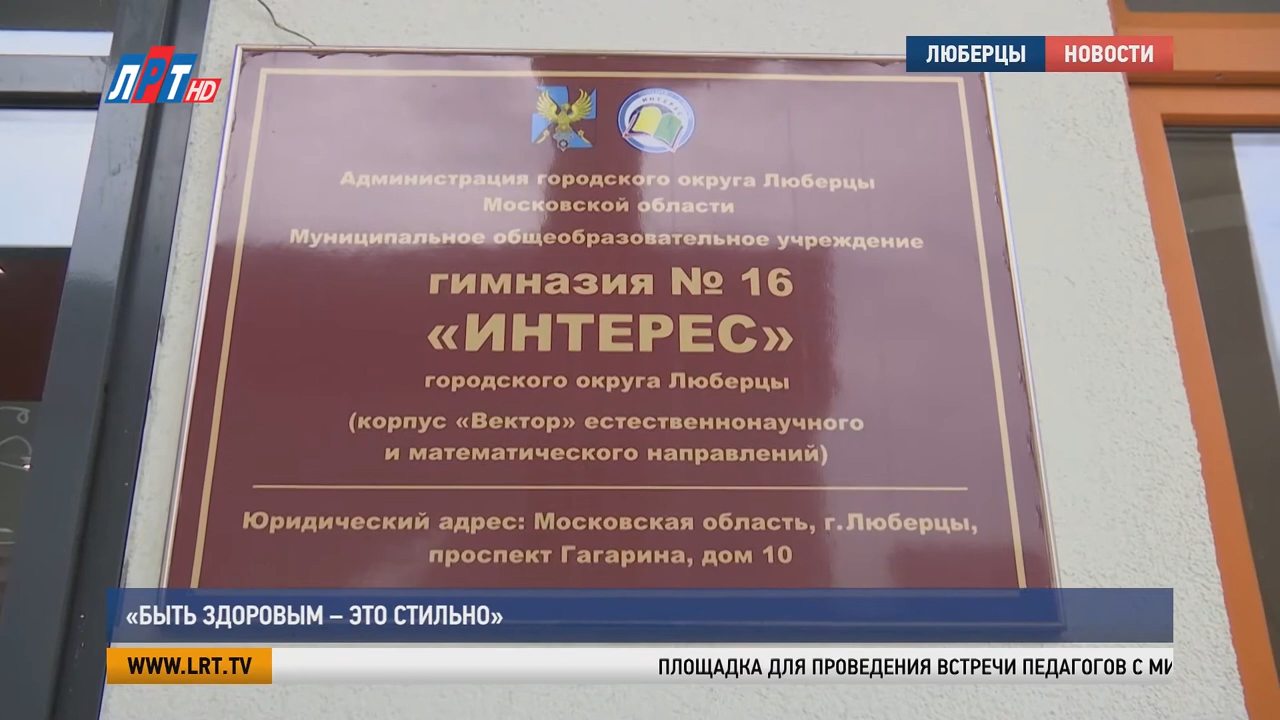 ЛРТ HD
ЛЮБЕРЦЫ НОВОСТИ
ИНТЕРЕС
Администрация городского округа Люберцы
Московской области
Муниципальное общеобразовательное учреждение
гимназия № 16
«ИНТЕРЕС»
городского округа Люберцы
(корпус «Вектор» естественнонаучного
и математического направлений)
Юридический адрес: Московская область, г. Люберцы,
проспект Гагарина, дом 10
«БЫТЬ ЗДОРОВЫМ – ЭТО СТИЛЬНО»
WWW.LRT.TV
ПЛОЩАДКА ДЛЯ ПРОВЕДЕНИЯ ВСТРЕЧИ ПЕДАГОГОВ С МИ